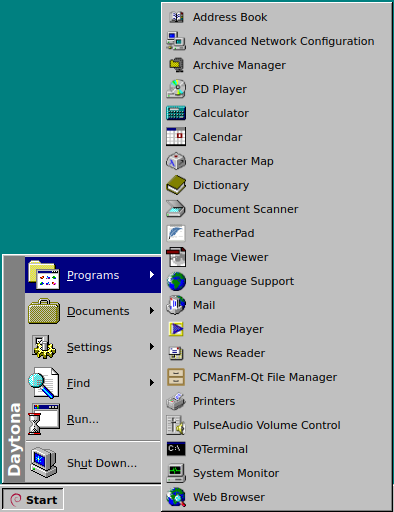 Address Book
Advanced Network Configuration
Archive Manager
CD Player
Calculator
Calendar
Character Map
Dictionary
Document Scanner
FeatherPad
Image Viewer
Language Support
Mail
Media Player
News Reader
PCManFM-Qt File Manager
Printers
PulseAudio Volume Control
QTerminal
System Monitor
Web Browser
Programs
Documents
Settings
Find
Run...
Shut Down...
Daytona
Start
C:\